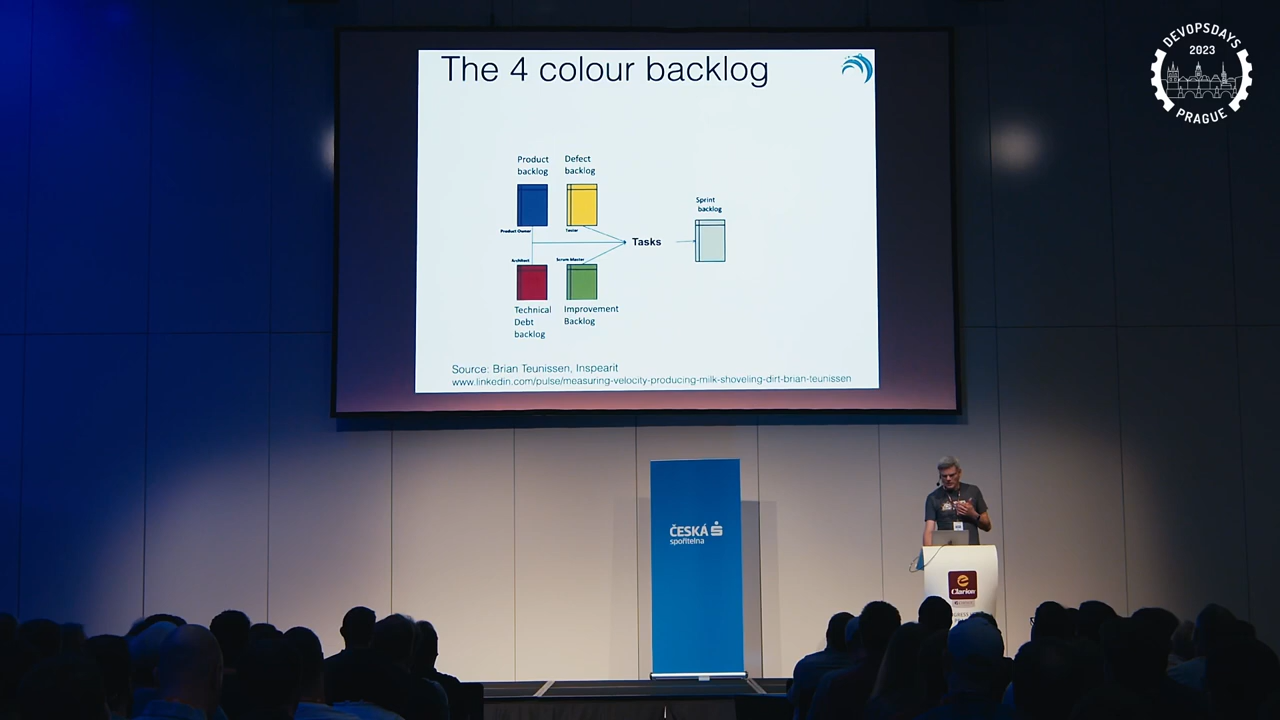 The 4 colour backlog
Product
backlog
Defect
backlog
Product Owner
Tester
Sprint
backlog
Tasks
Architect
Scrum Master
Technical
Debt
backlog
Improvement
Backlog
Source: Brian Teunissen, Inspearit
www.linkedin.com/pulse/measuring-velocity-producing-milk-shoveling-dirt-brian-teunissen
DEVOPSDAYS
2023
PRAGUE
ČESKÁ
spořitelna
Clarion